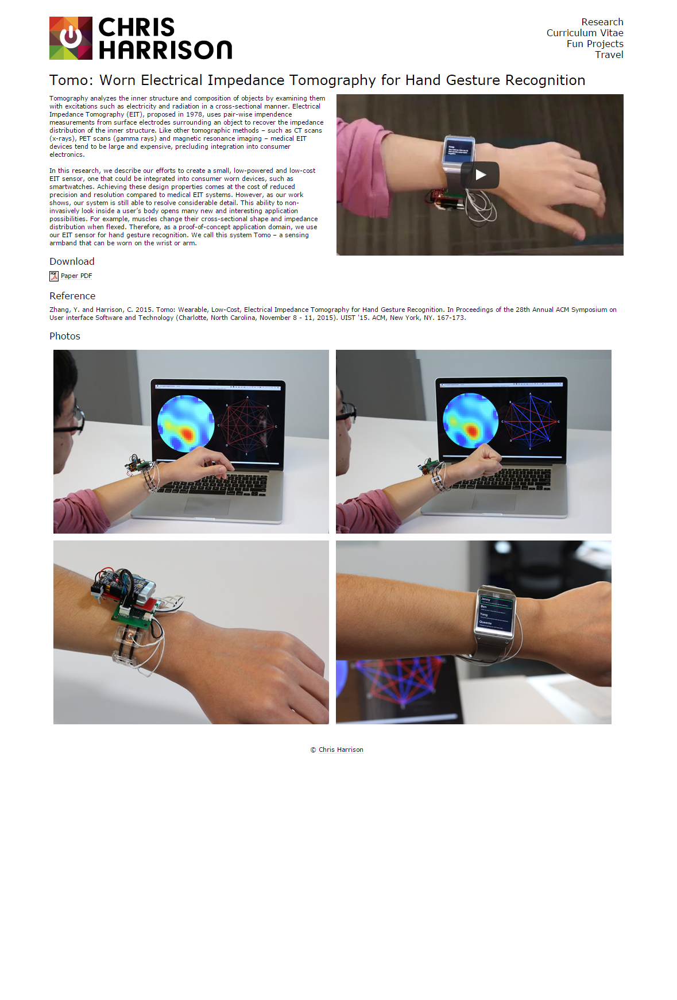 CHRIS
HARRISON
Research
Curriculum Vitae
Fun Projects
Travel
Tomo: Worn Electrical Impedance Tomography for Hand Gesture Recognition
Tomography analyzes the inner structure and composition of objects by examining them
with excitations such as electricity and radiation in a cross-sectional manner. Electrical
Impedance Tomography (EIT), proposed in 1978, uses pair-wise impendence
measurements from surface electrodes surrounding an object to recover the impedance
distribution of the inner structure. Like other tomographic methods – such as CT scans
(x-rays), PET scans (gamma rays) and magnetic resonance imaging – medical EIT
devices tend to be large and expensive, precluding integration into consumer
electronics.
In this research, we describe our efforts to create a small, low-powered and low-cost
EIT sensor, one that could be integrated into consumer worn devices, such as
smartwatches. Achieving these design properties comes at the cost of reduced
precision and resolution compared to medical EIT systems. However, as our work
shows, our system is still able to resolve considerable detail. This ability to non-
invasively look inside a user's body opens many new and interesting application
possibilities. For example, muscles change their cross-sectional shape and impedance
distribution when flexed. Therefore, as a proof-of-concept application domain, we use
our EIT sensor for hand gesture recognition. We call this system Tomo – a sensing
armband that can be worn on the wrist or arm.
Download
PDF
Paper PDF
Reference
Zhang, Y. and Harrison, C. 2015. Tomo: Wearable, Low-Cost, Electrical Impedance Tomography for Hand Gesture Recognition. In Proceedings of the 28th Annual ACM Symposium on
User interface Software and Technology (Charlotte, North Carolina, November 8 - 11, 2015). UIST '15. ACM, New York, NY. 167-173.
Photos
A
B
H
C
G
D
F
E
A
B
H
C
G
D
F
E
Jenny
Ben
Yang
Queenie
© Chris Harrison